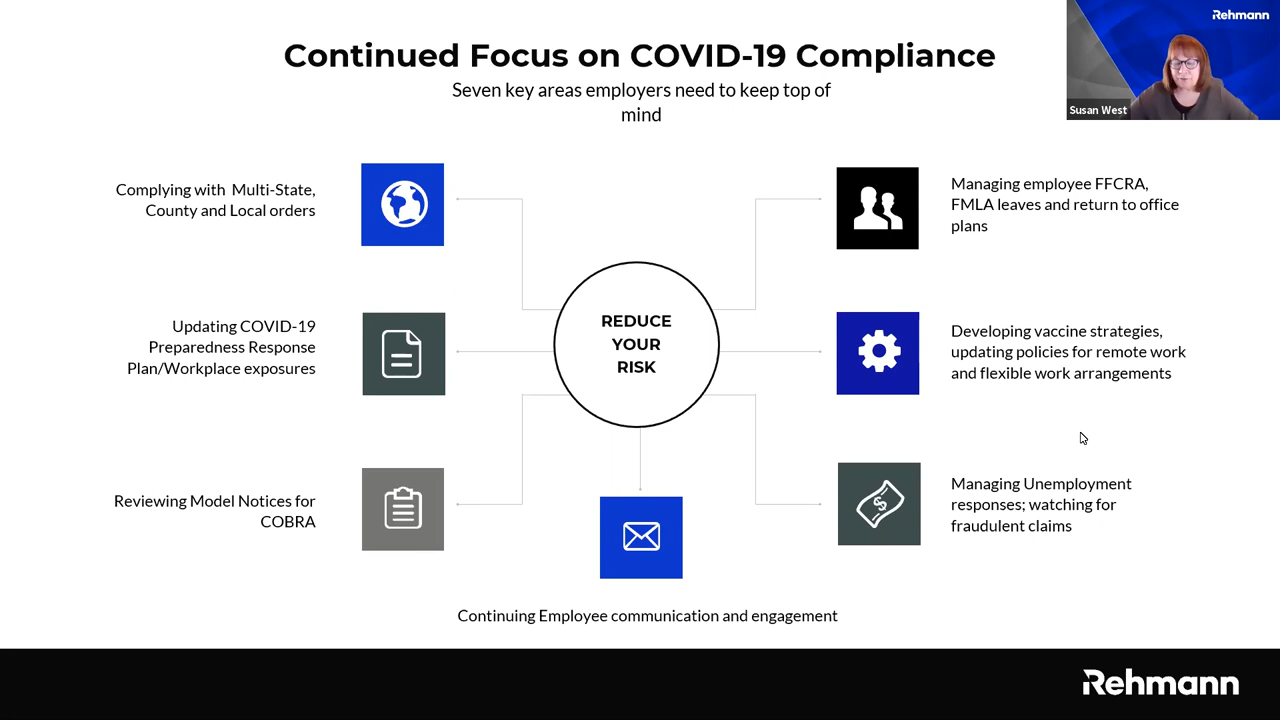 Continued Focus on COVID-19 Compliance
Seven key areas employers need to keep top of
mind
Rehmann
Susan West
Complying with Multi-State,
County and Local orders
Managing employee FFCRA,
FMLA leaves and return to office
plans
Updating COVID-19
Preparedness Response
Plan/Workplace exposures
REDUCE
YOUR
RISK
Developing vaccine strategies,
updating policies for remote work
and flexible work arrangements
Reviewing Model Notices for
COBRA
$
Managing Unemployment
responses; watching for
fraudulent claims
Continuing Employee communication and engagement
Rehmann